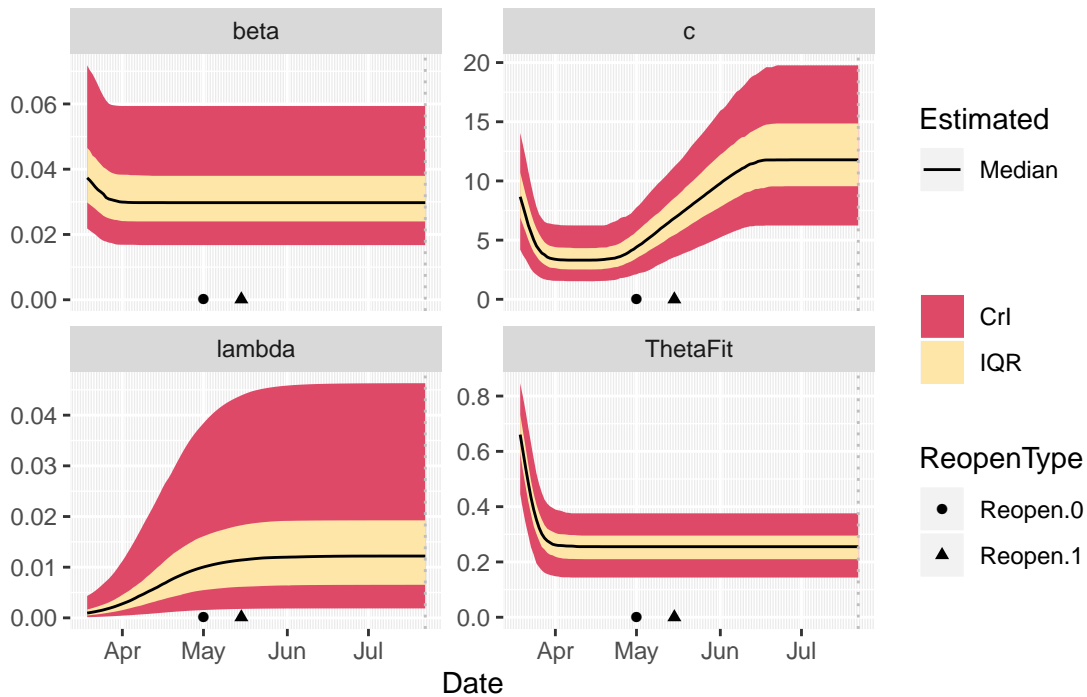 beta
c
0.06
0.04
0.02
0.00
20
15
10
5
0
lambda
ThetaFit
0.04
0.03
0.02
0.01
0.00
0.8
0.6
0.4
0.2
0.0
Apr May Jun Jul
Apr May Jun Jul
Date
Estimated
Median
CrI
IQR
ReopenType
Reopen.0
Reopen.1